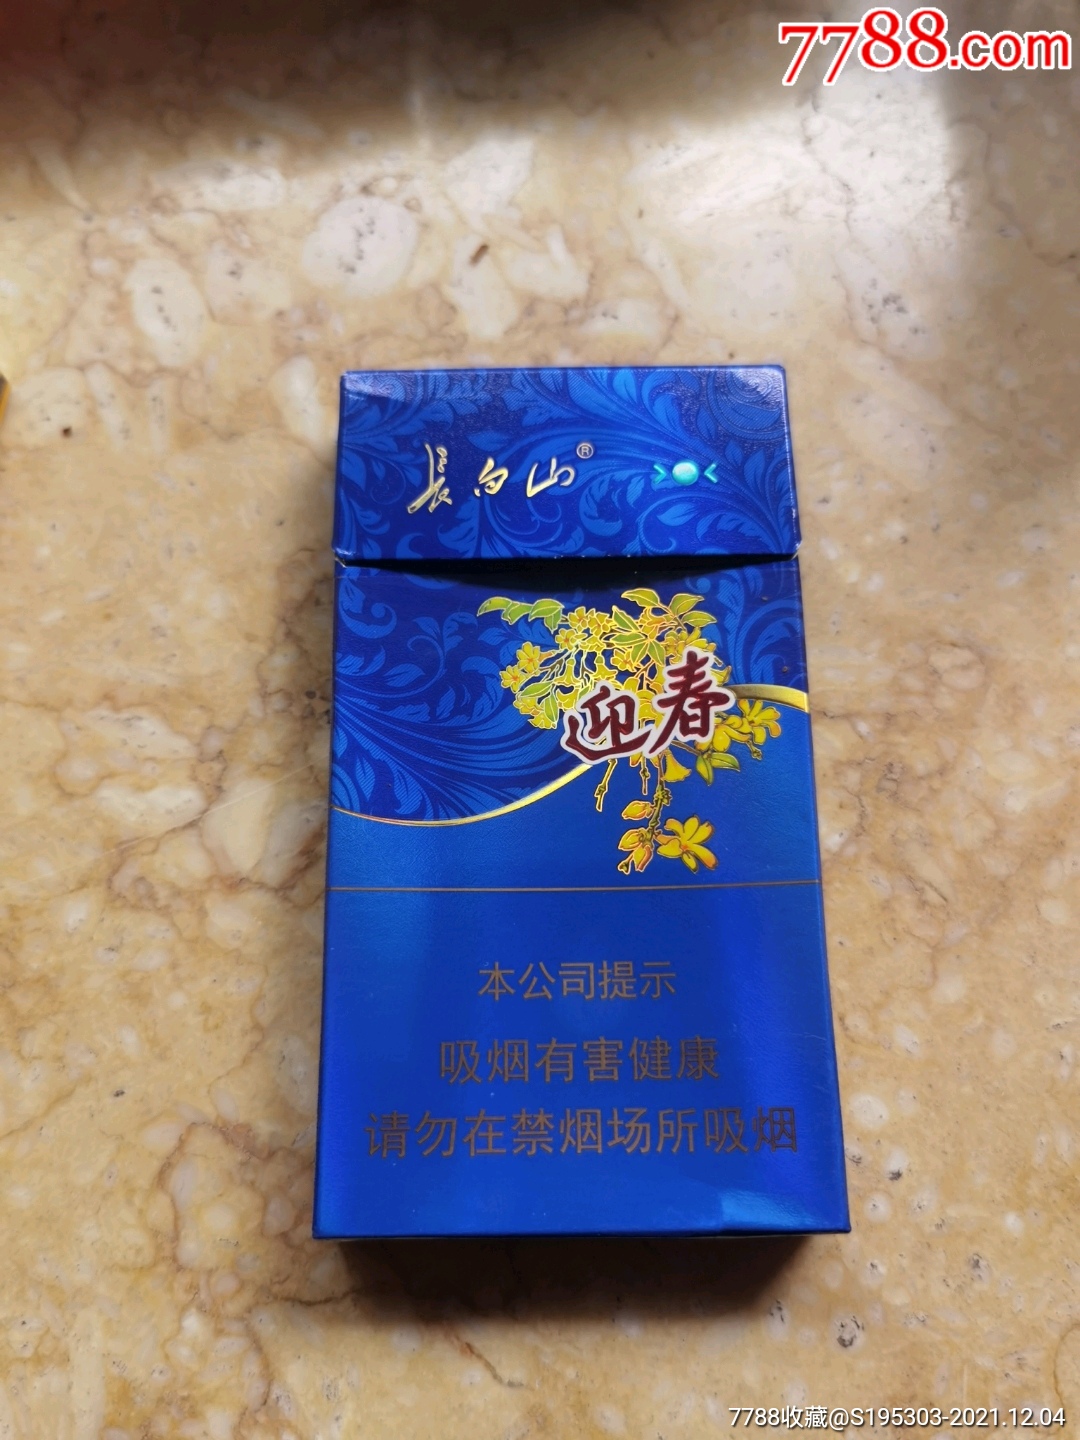 7788.com
長白山®
迎春
本公司提示
吸烟有害健康
请勿在禁烟场所吸烟
7788收藏@S195303-2021.12.04